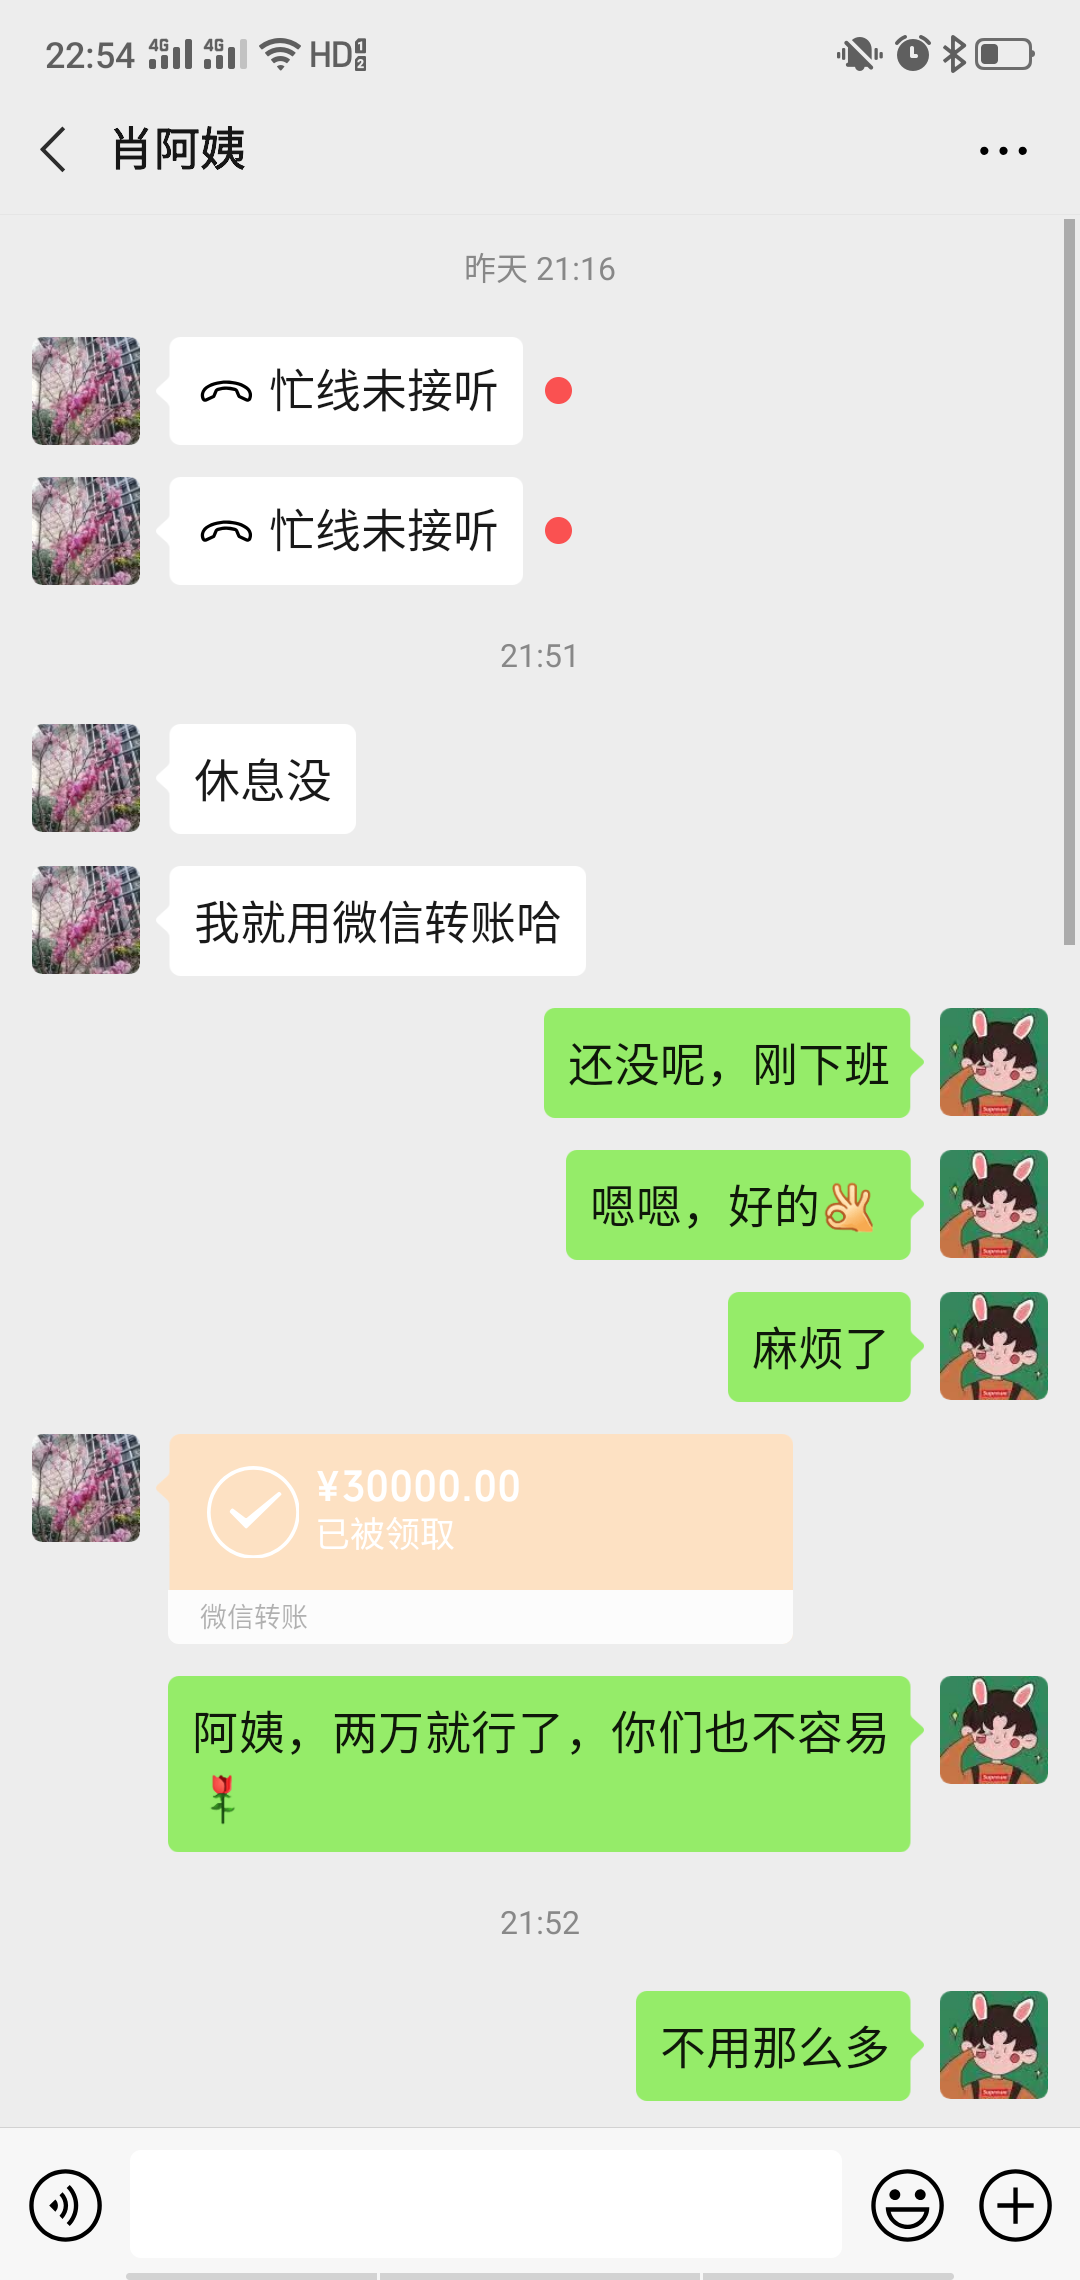 22:54 4G 4G HD 1 2
肖阿姨
昨天 21:16
忙线未接听
忙线未接听
21:51
休息没
我就用微信转账哈
还没呢，刚下班
嗯嗯，好的👌
麻烦了
¥30000.00
已被领取
微信转账
阿姨，两万就行了，你们也不容易
🌹
21:52
不用那么多